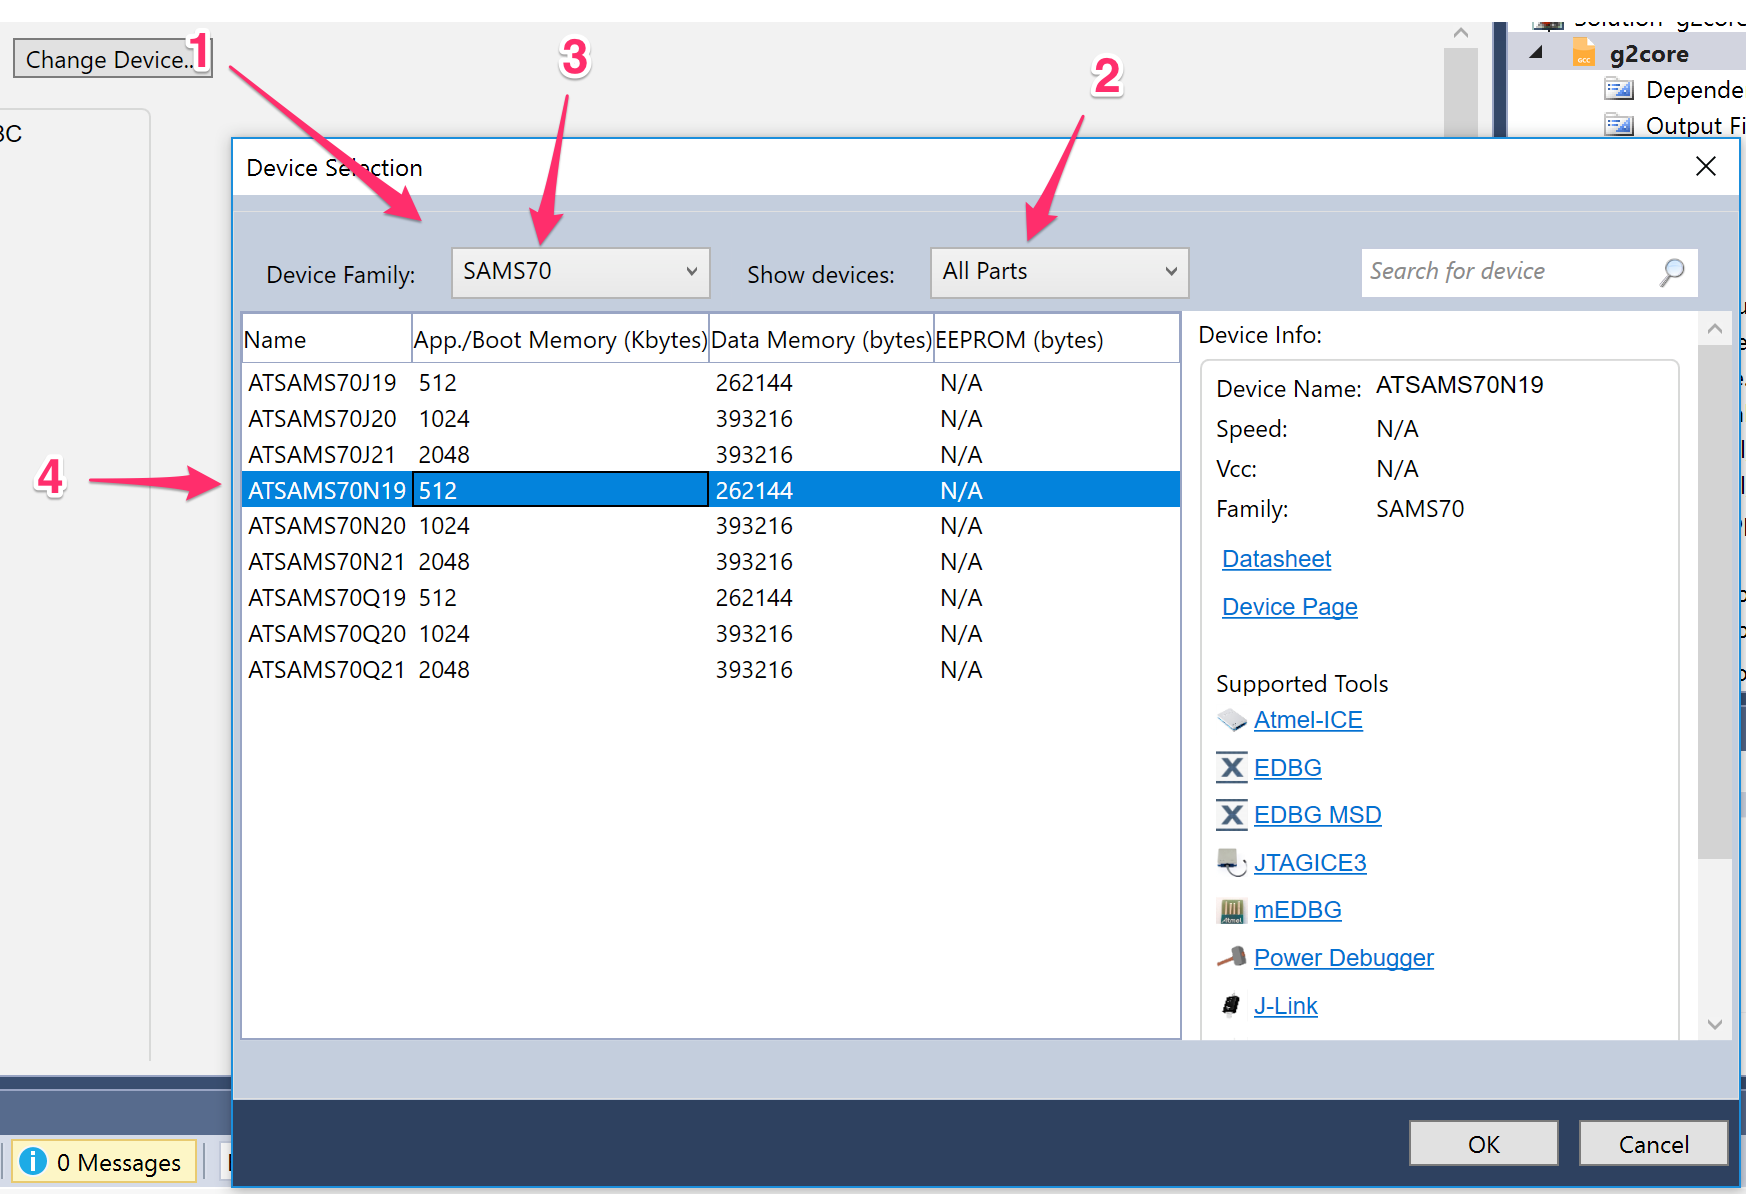 Solution 'g2core
Change Device...
1
3
2
g2core
Depende
Output Fi
BC
Device Selection
Device Family:
SAMS70
Show devices:
All Parts
Search for device
Name App./Boot Memory (Kbytes) Data Memory (bytes) EEPROM (bytes)
ATSAMS70J19 512 262144 N/A
ATSAMS70J20 1024 393216 N/A
ATSAMS70J21 2048 393216 N/A
4
ATSAMS70N19 512 262144 N/A
ATSAMS70N20 1024 393216 N/A
ATSAMS70N21 2048 393216 N/A
ATSAMS70Q19 512 262144 N/A
ATSAMS70Q20 1024 393216 N/A
ATSAMS70Q21 2048 393216 N/A
Device Info:
Device Name: ATSAMS70N19
Speed: N/A
Vcc: N/A
Family: SAMS70
Datasheet
Device Page
Supported Tools
Atmel-ICE
EDBG
EDBG MSD
JTAGICE3
mEDBG
Power Debugger
J-Link
OK
Cancel
0 Messages